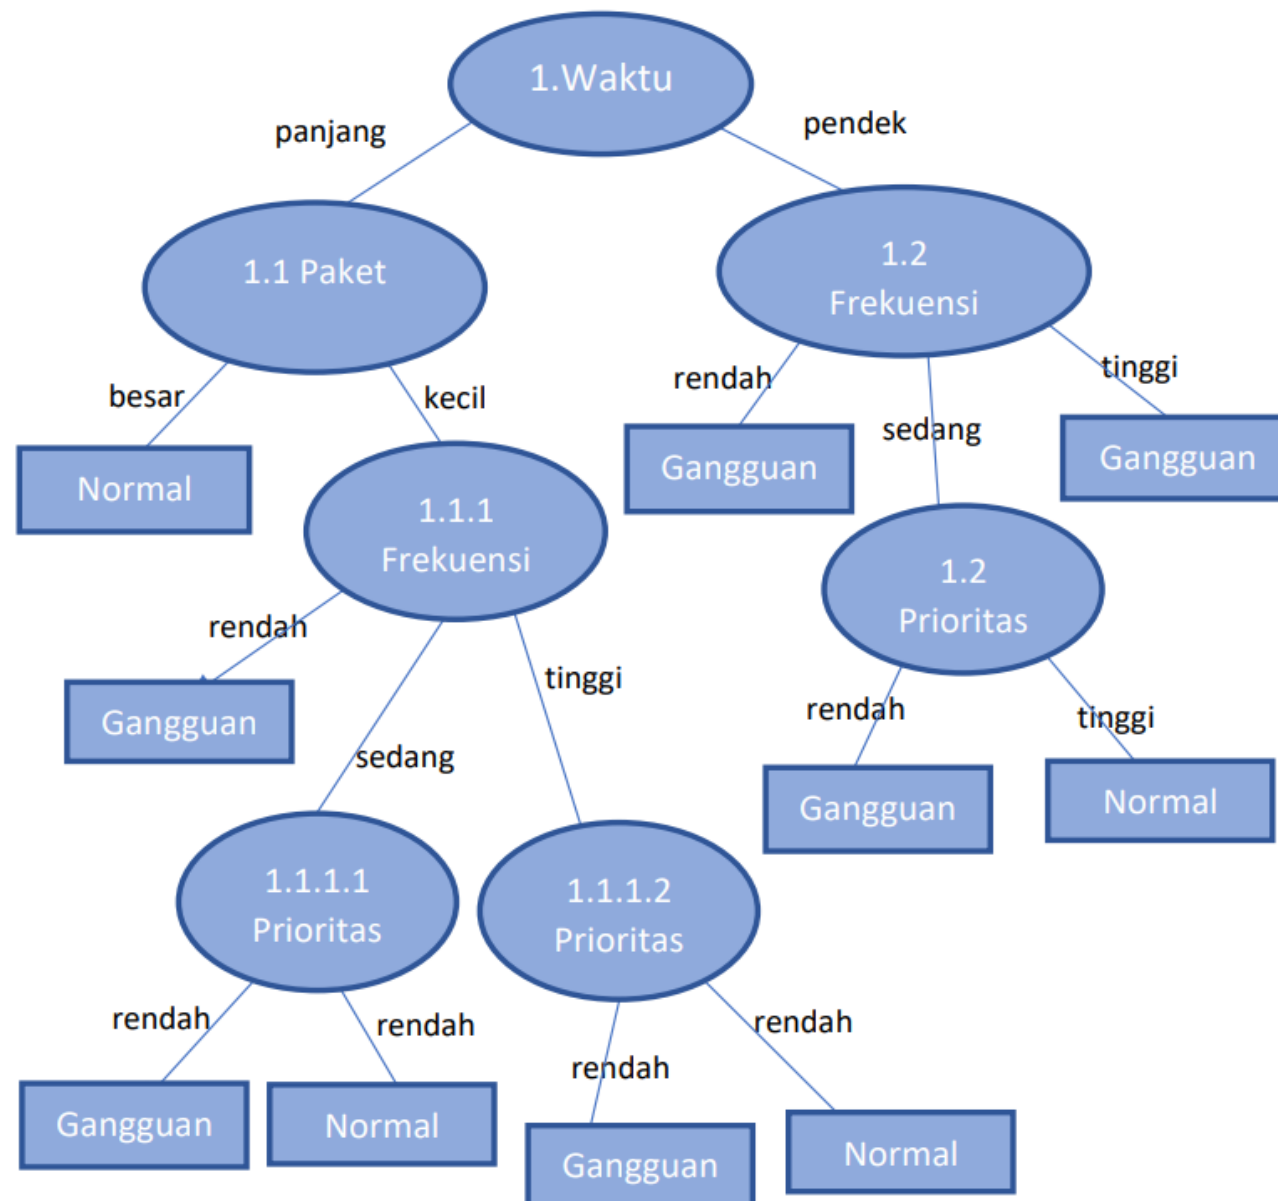 1.Waktu
panjang
pendek
1.1 Paket
1.2
Frekuensi
besar
kecil
rendah
sedang
tinggi
Normal
Gangguan
Gangguan
1.1.1
Frekuensi
1.2
Prioritas
rendah
sedang
tinggi
rendah
tinggi
Gangguan
Gangguan
Normal
1.1.1.1
Prioritas
1.1.1.2
Prioritas
rendah
rendah
rendah
rendah
Gangguan
Normal
Gangguan
Normal